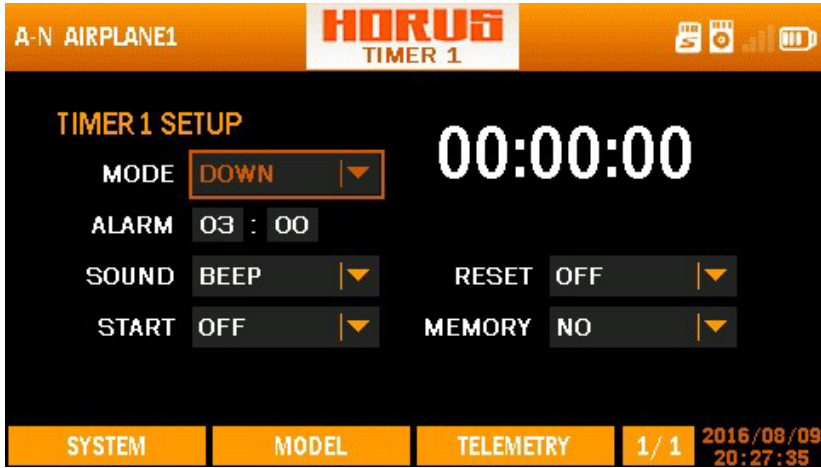 A-N AIRPLANE1
HORUS
TIMER 1
TIMER 1 SETUP
00:00:00
MODE DOWN
ALARM 03 : 00
SOUND BEEP RESET OFF
START OFF MEMORY NO
SYSTEM MODEL TELEMETRY 1/1 2016/08/09
20:27:35